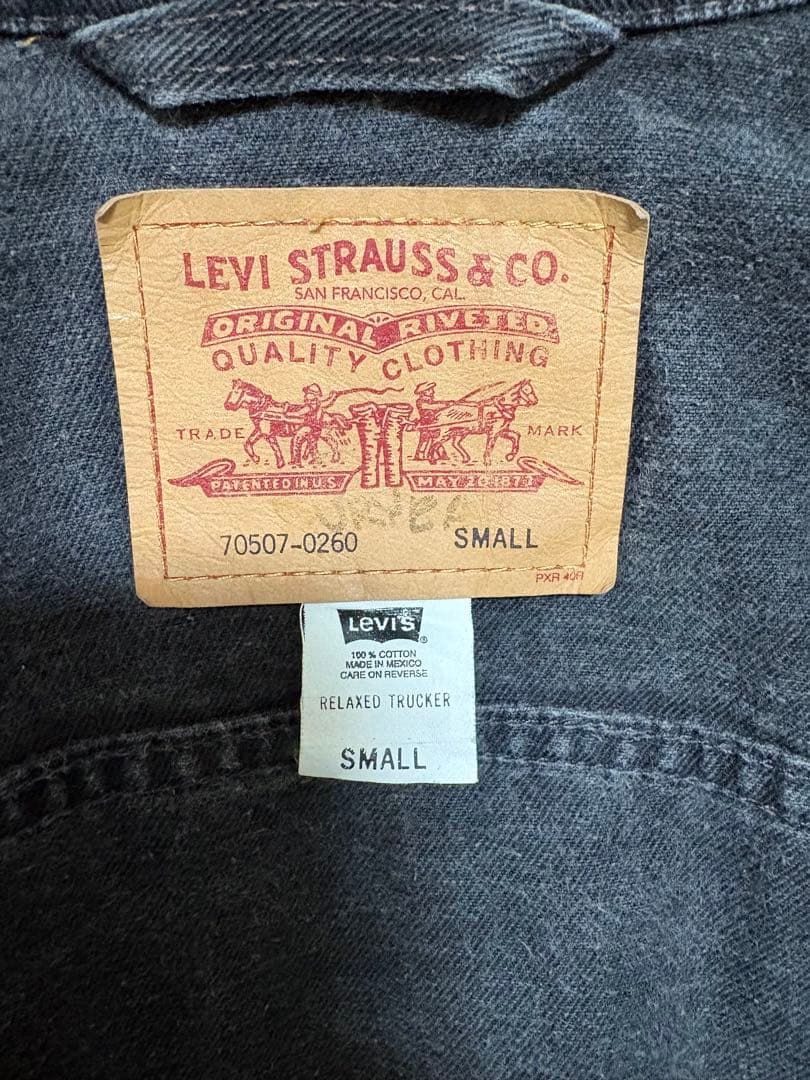 LEVI STRAUSS & CO.
SAN FRANCISCO, CAL.
ORIGINAL RIVETED
QUALITY CLOTHING
TRADE MARK
PATENTED IN U.S. MAY 20 1873
70507-0260 SMALL
PXR 40R
Levi's ®
100 % COTTON
MADE IN MEXICO
CARE ON REVERSE
RELAXED TRUCKER
SMALL